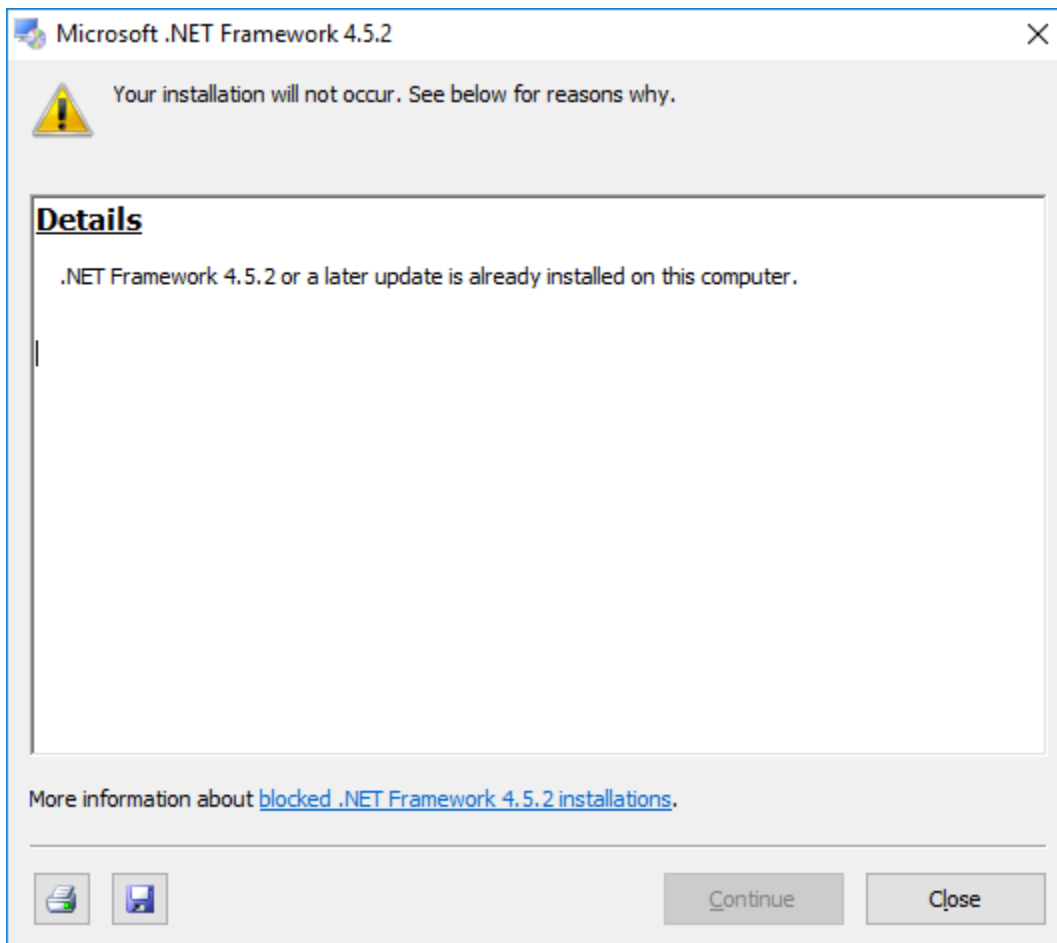 Microsoft .NET Framework 4.5.2
Your installation will not occur. See below for reasons why.
Details
.NET Framework 4.5.2 or a later update is already installed on this computer.
More information about blocked .NET Framework 4.5.2 installations.
Continue
Close